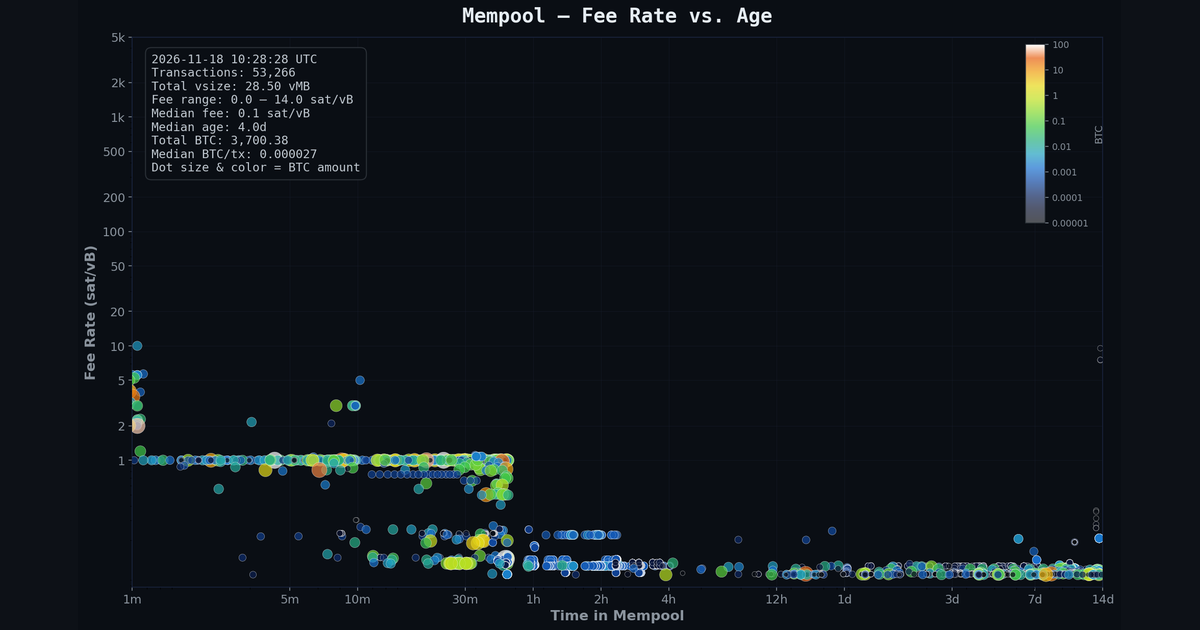 Mempool — Fee Rate vs. Age
2026-11-18 10:28:28 UTC
Transactions: 53,266
Total vsize: 28.50 vMB
Fee range: 0.0 – 14.0 sat/vB
Median fee: 0.1 sat/vB
Median age: 4.0d
Total BTC: 3,700.38
Median BTC/tx: 0.000027
Dot size & color = BTC amount
100
10
1
0.1
0.01
0.001
0.0001
0.00001
BTC
Fee Rate (sat/vB)
5k
2k
1k
500
200
100
50
20
10
5
2
1
1m
5m
10m
30m
1h
2h
4h
12h
1d
3d
7d
14d
Time in Mempool